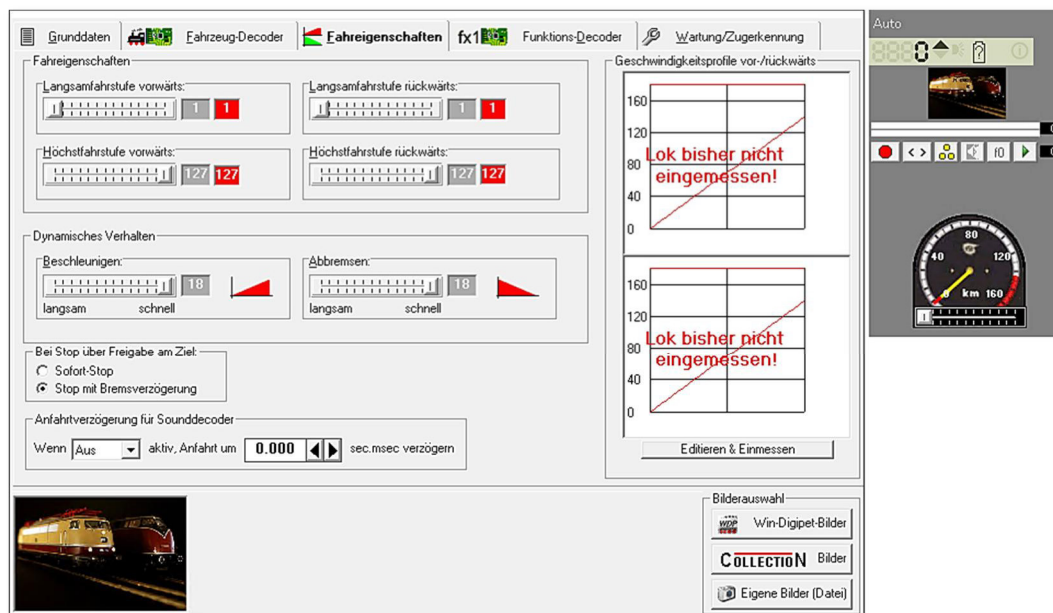 Grunddaten
Fahrzeug-Decoder
Fahreigenschaften
fx1
Funktions-Decoder
Wartung/Zugerkennung
Auto
0
Fahreigenschaften
Langsamfahrstufe vorwärts:
1 1
Langsamfahrstufe rückwärts:
1 1
Höchstfahrstufe vorwärts:
127 127
Höchstfahrstufe rückwärts:
127 127
Dynamisches Verhalten
Beschleunigen:
18
langsam schnell
Abbremsen:
18
langsam schnell
Bei Stop über Freigabe am Ziel:
Sofort-Stop
Stop mit Bremsverzögerung
Anfahrtverzögerung für Sounddecoder
Wenn Aus aktiv, Anfahrt um 0.000 sec.msec verzögern
Geschwindigkeitsprofile vor-/rückwärts
160
120
80
40
0
Lok bisher nicht
eingemessen!
160
120
80
40
0
Lok bisher nicht
eingemessen!
Editieren & Einmessen
f0
80
40 120
0 km 160
Bilderauswahl
WDP Win-Digipet-Bilder
COLLECTION Bilder
Eigene Bilder (Datei)